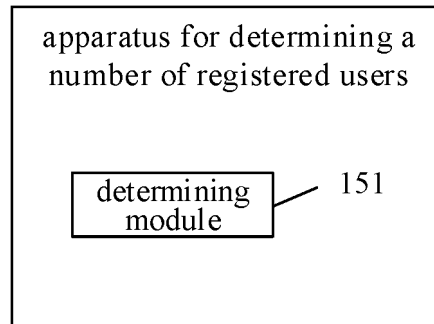 apparatus for determining a
number of registered users
determining
module
151